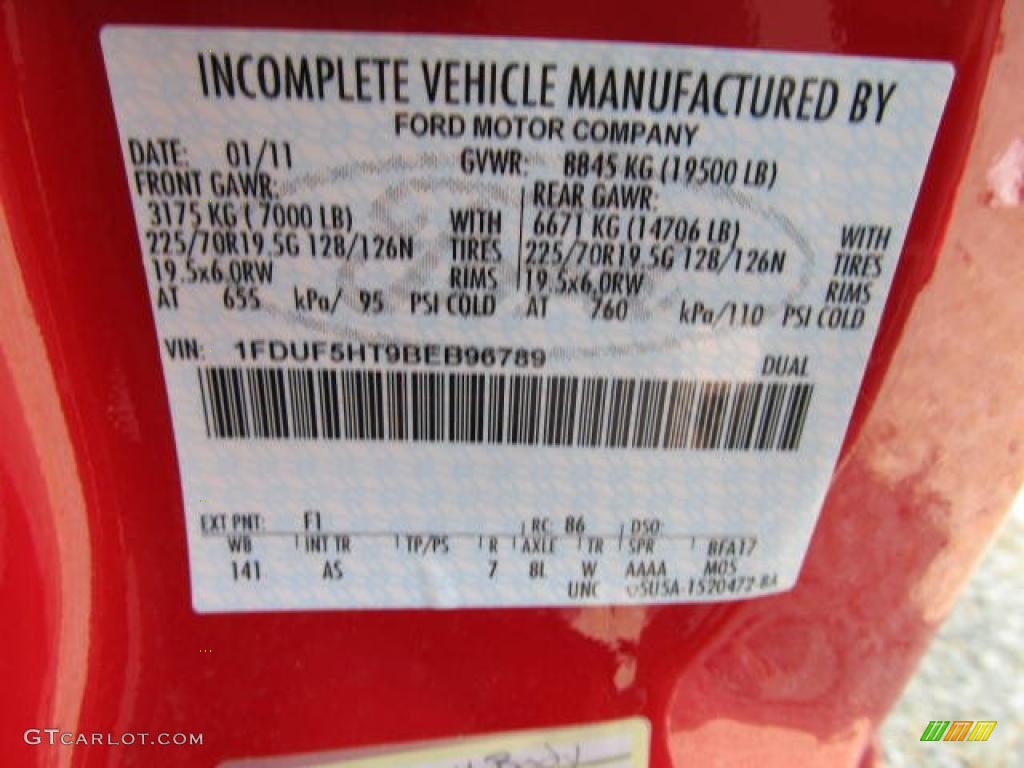 INCOMPLETE VEHICLE MANUFACTURED BY
FORD MOTOR COMPANY
DATE: 01/11 GVWR: 8845 KG (19500 LB)
FRONT GAWR: REAR GAWR:
3175 KG ( 7000 LB) WITH 6671 KG (14706 LB) WITH
225/70R19.5G 128/126N TIRES 225/70R19.5G 128/126N TIRES
19.5x6.0RW RIMS 19.5x6.0RW RIMS
AT 655 kPa/ 95 PSI COLD AT 760 kPa/110 PSI COLD
VIN: 1FDUF5HT9BEB96789 DUAL
EXT PNT: F1 RC: 86 DSO:
WB INT TR TP/PS R AXLE TR SPR 8FA17
141 AS 7 8L W AAAA M05
UNC 5U5A-1520472-BA
Body
GTCARLOT.COM